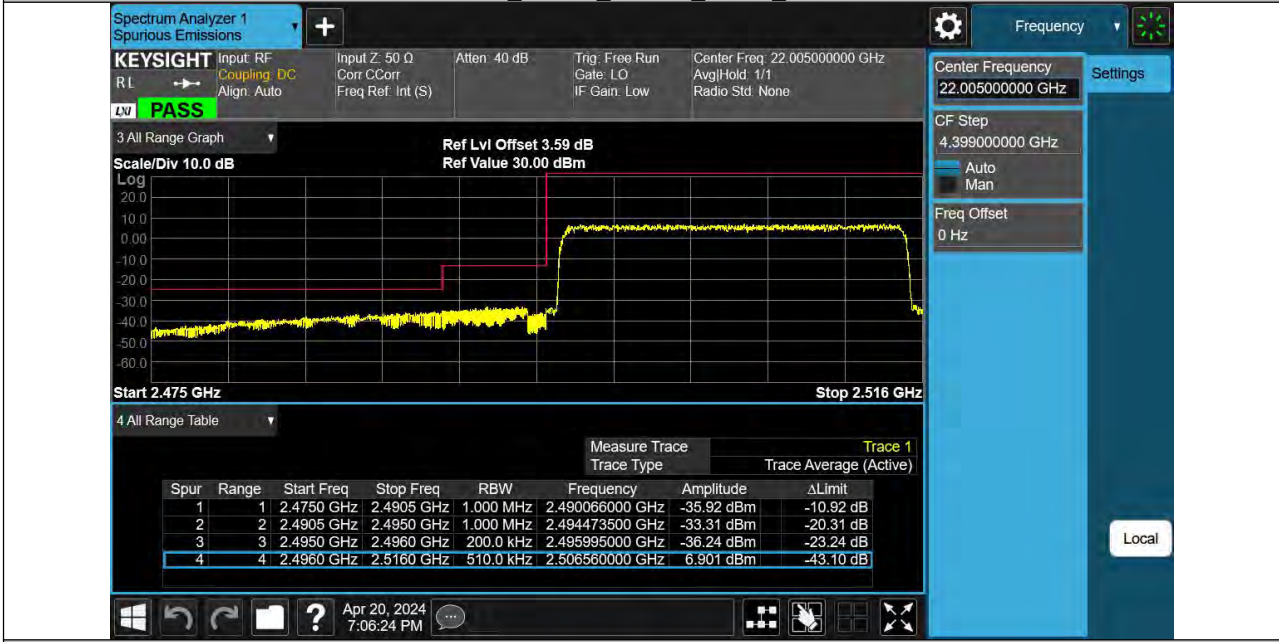 Spectrum Analyzer 1
Spurious Emissions
+
Frequency
KEYSIGHT
Input: RF
Input Z: 50 Ω
Atten: 40 dB
Trig: Free Run
Center Freq: 22.005000000 GHz
RL
Coupling: DC
Corr CCorr
Gate: LO
Avg|Hold: 1/1
Align: Auto
Freq Ref: Int (S)
IF Gain: Low
Radio Std: None
LXI
PASS
3 All Range Graph
Ref Lvl Offset 3.59 dB
Scale/Div 10.0 dB
Ref Value 30.00 dBm
Log
20.0
10.0
0.00
-10.0
-20.0
-30.0
-40.0
-50.0
-60.0
Start 2.475 GHz
Stop 2.516 GHz
4 All Range Table
Measure Trace Trace 1
Trace Type Trace Average (Active)
Spur Range Start Freq Stop Freq RBW Frequency Amplitude ΔLimit
1 1 2.4750 GHz 2.4905 GHz 1.000 MHz 2.490066000 GHz -35.92 dBm -10.92 dB
2 2 2.4905 GHz 2.4950 GHz 1.000 MHz 2.494473500 GHz -33.31 dBm -20.31 dB
3 3 2.4950 GHz 2.4960 GHz 200.0 kHz 2.495995000 GHz -36.24 dBm -23.24 dB
4 4 2.4960 GHz 2.5160 GHz 510.0 kHz 2.506560000 GHz 6.901 dBm -43.10 dB
Center Frequency
22.005000000 GHz
Settings
CF Step
4.399000000 GHz
Auto
Man
Freq Offset
0 Hz
Local
?
Apr 20, 2024
7:06:24 PM